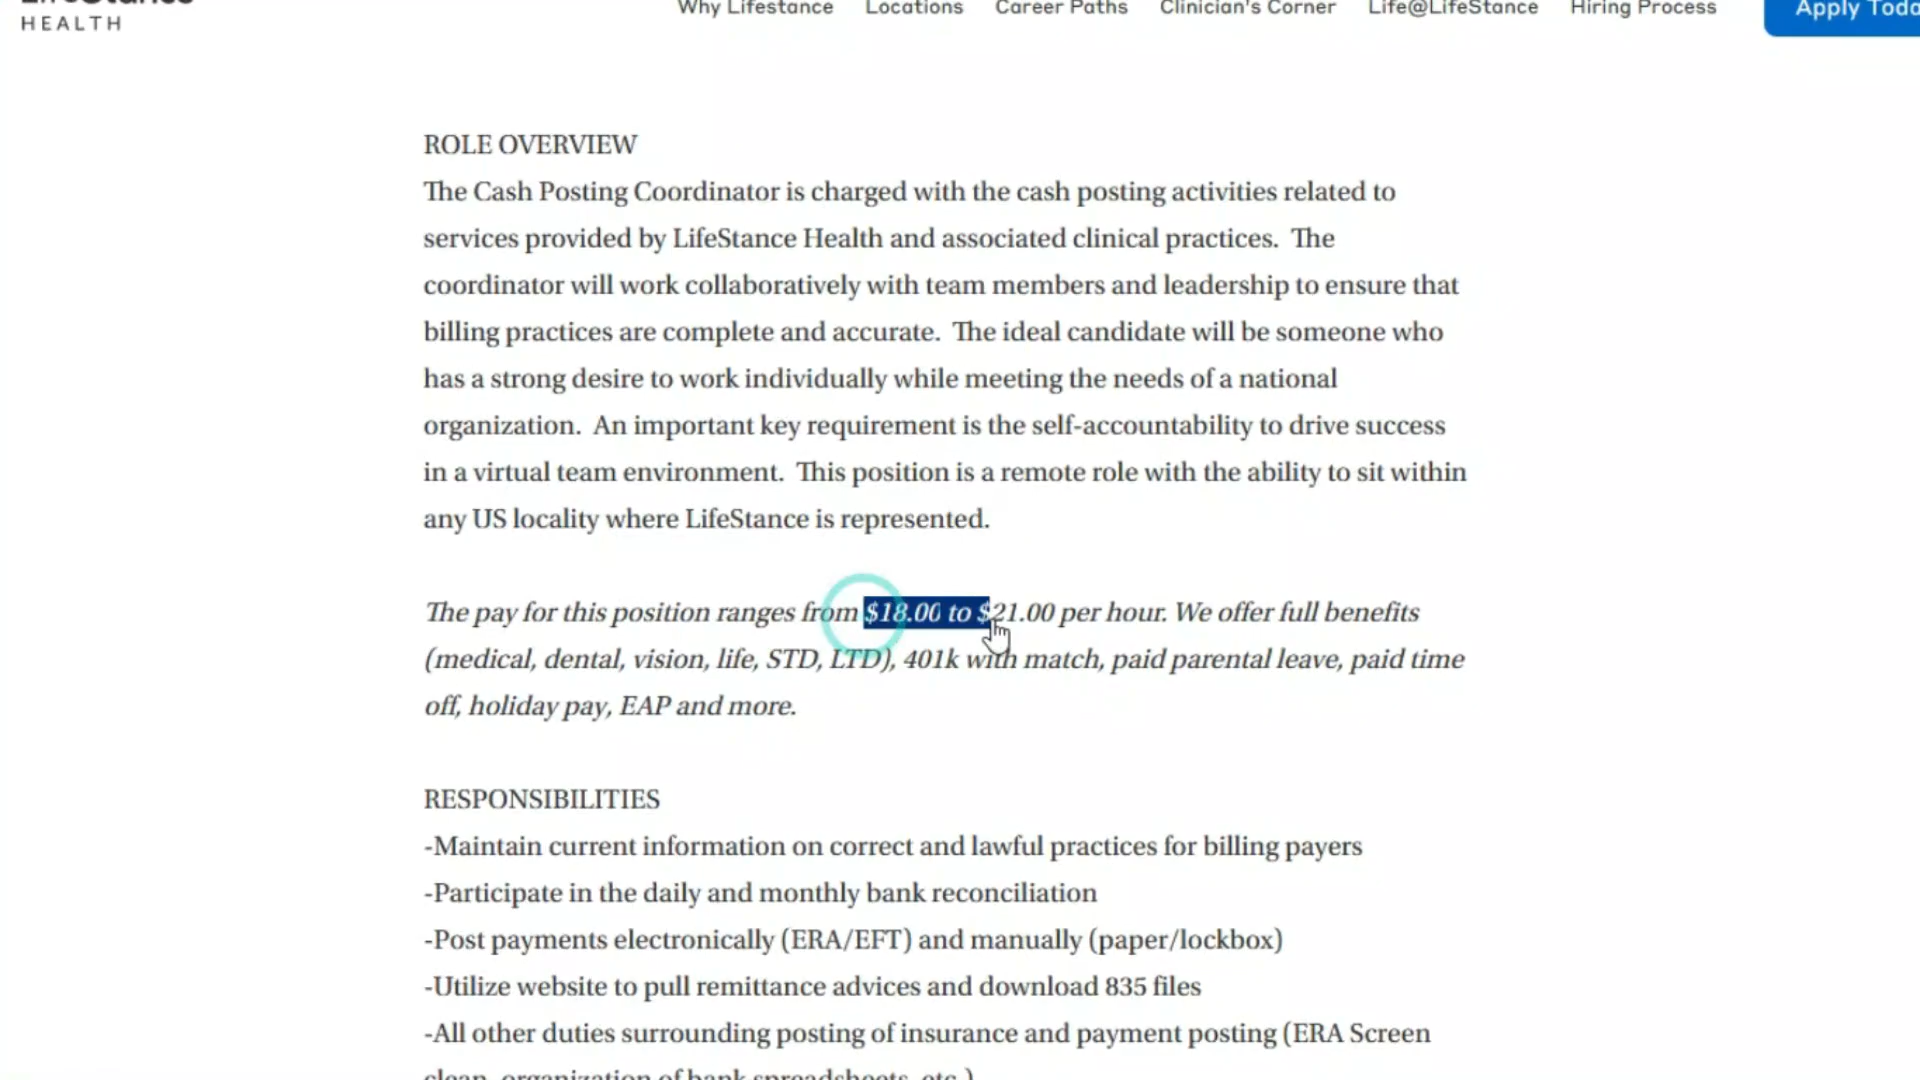 HEALTH
Why Lifestance Locations Career Paths Clinician's Corner Life@LifeStance Hiring Process Apply
ROLE OVERVIEW
The Cash Posting Coordinator is charged with the cash posting activities related to
services provided by LifeStance Health and associated clinical practices. The
coordinator will work collaboratively with team members and leadership to ensure that
billing practices are complete and accurate. The ideal candidate will be someone who
has a strong desire to work individually while meeting the needs of a national
organization. An important key requirement is the self-accountability to drive success
in a virtual team environment. This position is a remote role with the ability to sit within
any US locality where LifeStance is represented.
The pay for this position ranges from $18.00 to $21.00 per hour. We offer full benefits
(medical, dental, vision, life, STD, LTD), 401k with match, paid parental leave, paid time
off, holiday pay, EAP and more.
RESPONSIBILITIES
-Maintain current information on correct and lawful practices for billing payers
-Participate in the daily and monthly bank reconciliation
-Post payments electronically (ERA/EFT) and manually (paper/lockbox)
-Utilize website to pull remittance advices and download 835 files
-All other duties surrounding posting of insurance and payment posting (ERA Screen
clean, organization of bank spreadsheets, etc.)